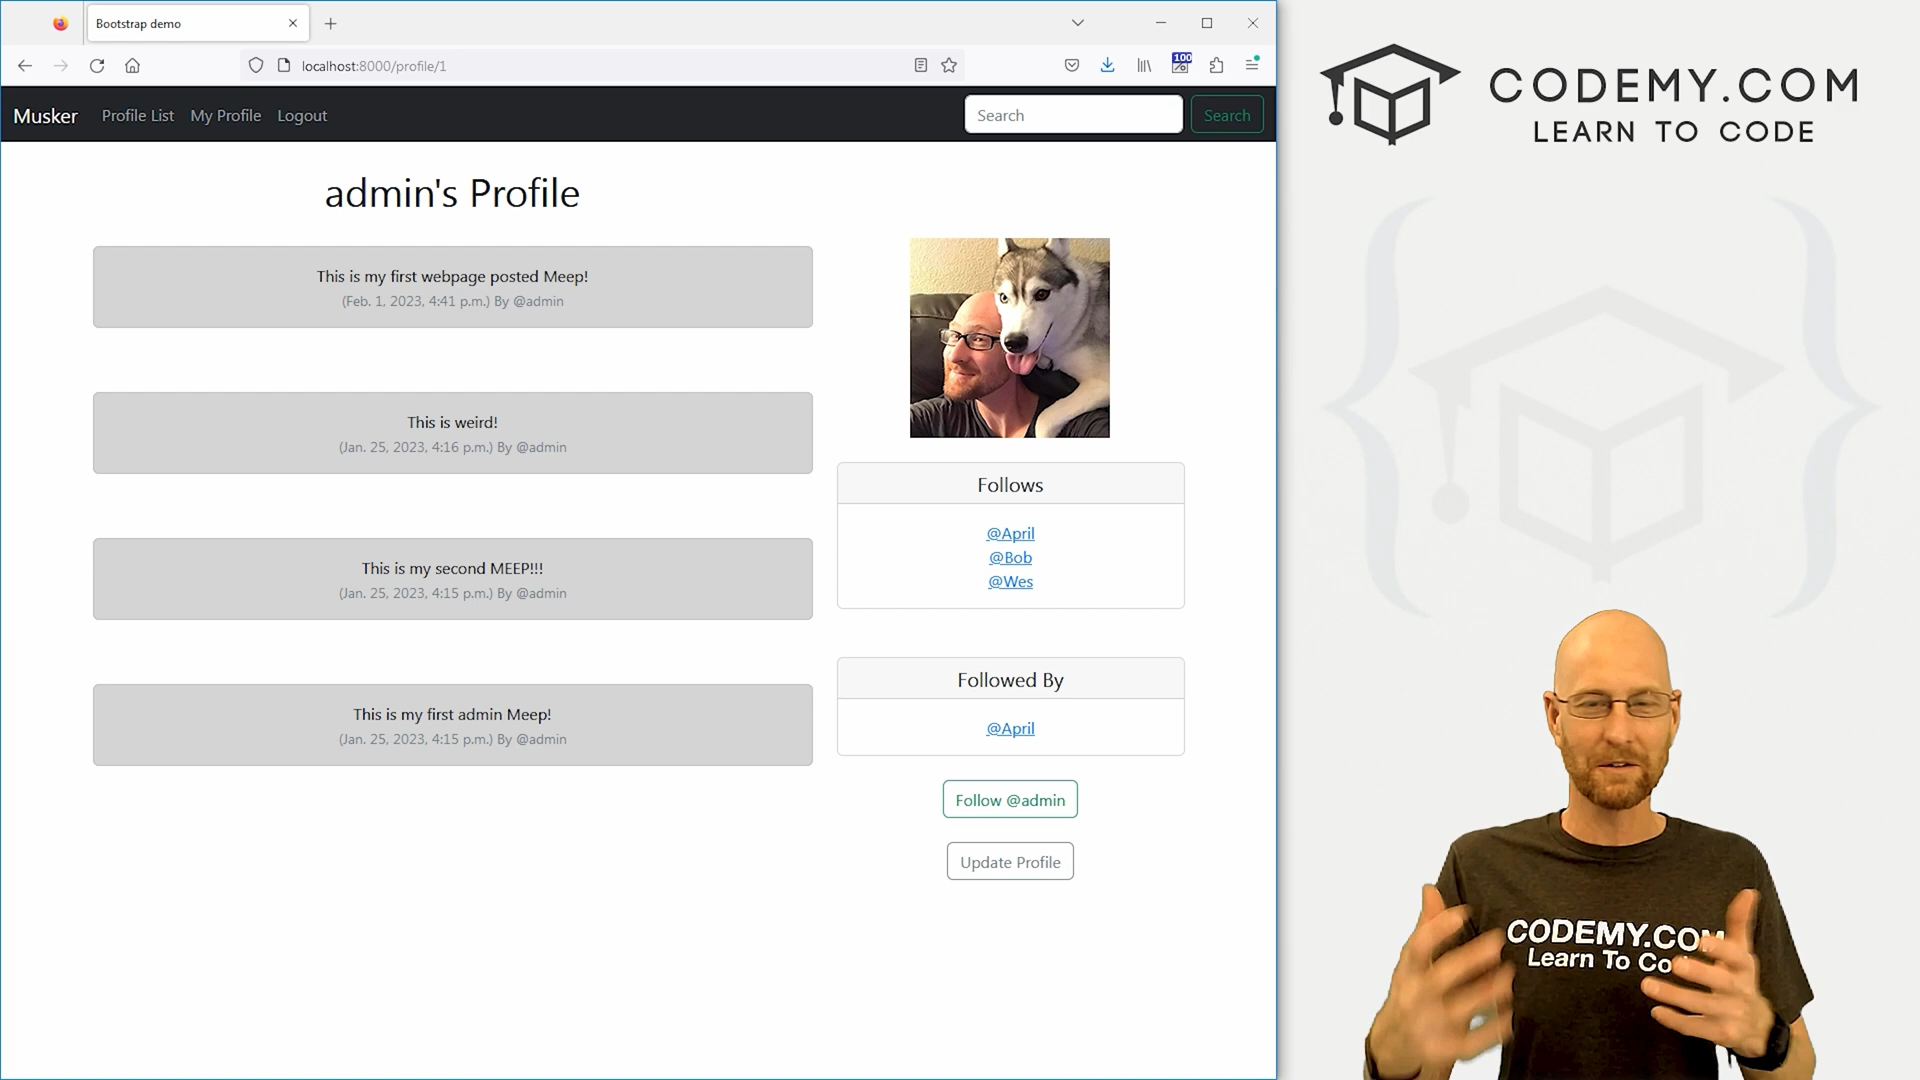 Bootstrap demo
localhost:8000/profile/1
100
Musker Profile List My Profile Logout
Search Search
admin's Profile
This is my first webpage posted Meep!
(Feb. 1, 2023, 4:41 p.m.) By @admin
This is weird!
(Jan. 25, 2023, 4:16 p.m.) By @admin
This is my second MEEP!!!
(Jan. 25, 2023, 4:15 p.m.) By @admin
This is my first admin Meep!
(Jan. 25, 2023, 4:15 p.m.) By @admin
Follows
@April
@Bob
@Wes
Followed By
@April
Follow @admin
Update Profile
CODEMY.COM
LEARN TO CODE
CODEMY.COM
Learn To Co